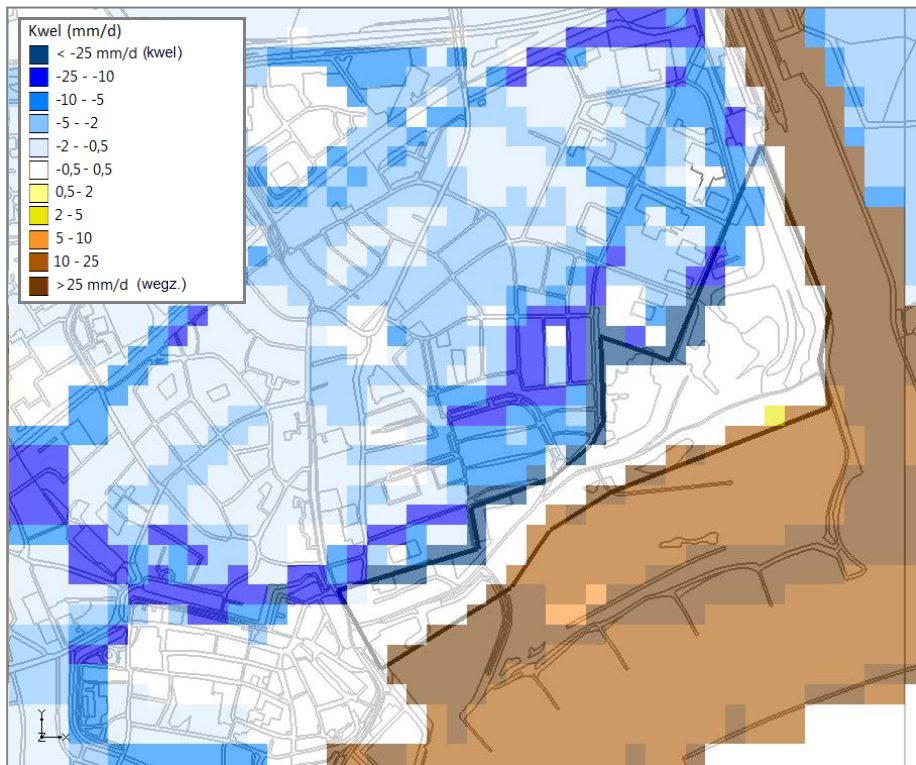 Kwel (mm/d)
< -25 mm/d (kwel)
-25 - -10
-10 - -5
-5 - -2
-2 - -0,5
-0,5 - 0,5
0,5- 2
2 - 5
5 - 10
10 - 25
>25 mm/d (wegz.)
Y
Z X